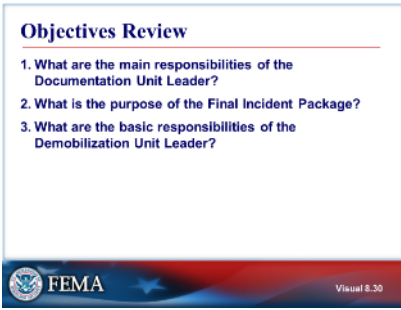 Objectives Review
1. What are the main responsibilities of the
Documentation Unit Leader?
2. What is the purpose of the Final Incident Package?
3. What are the basic responsibilities of the
Demobilization Unit Leader?
FEMA
Visual 8.30